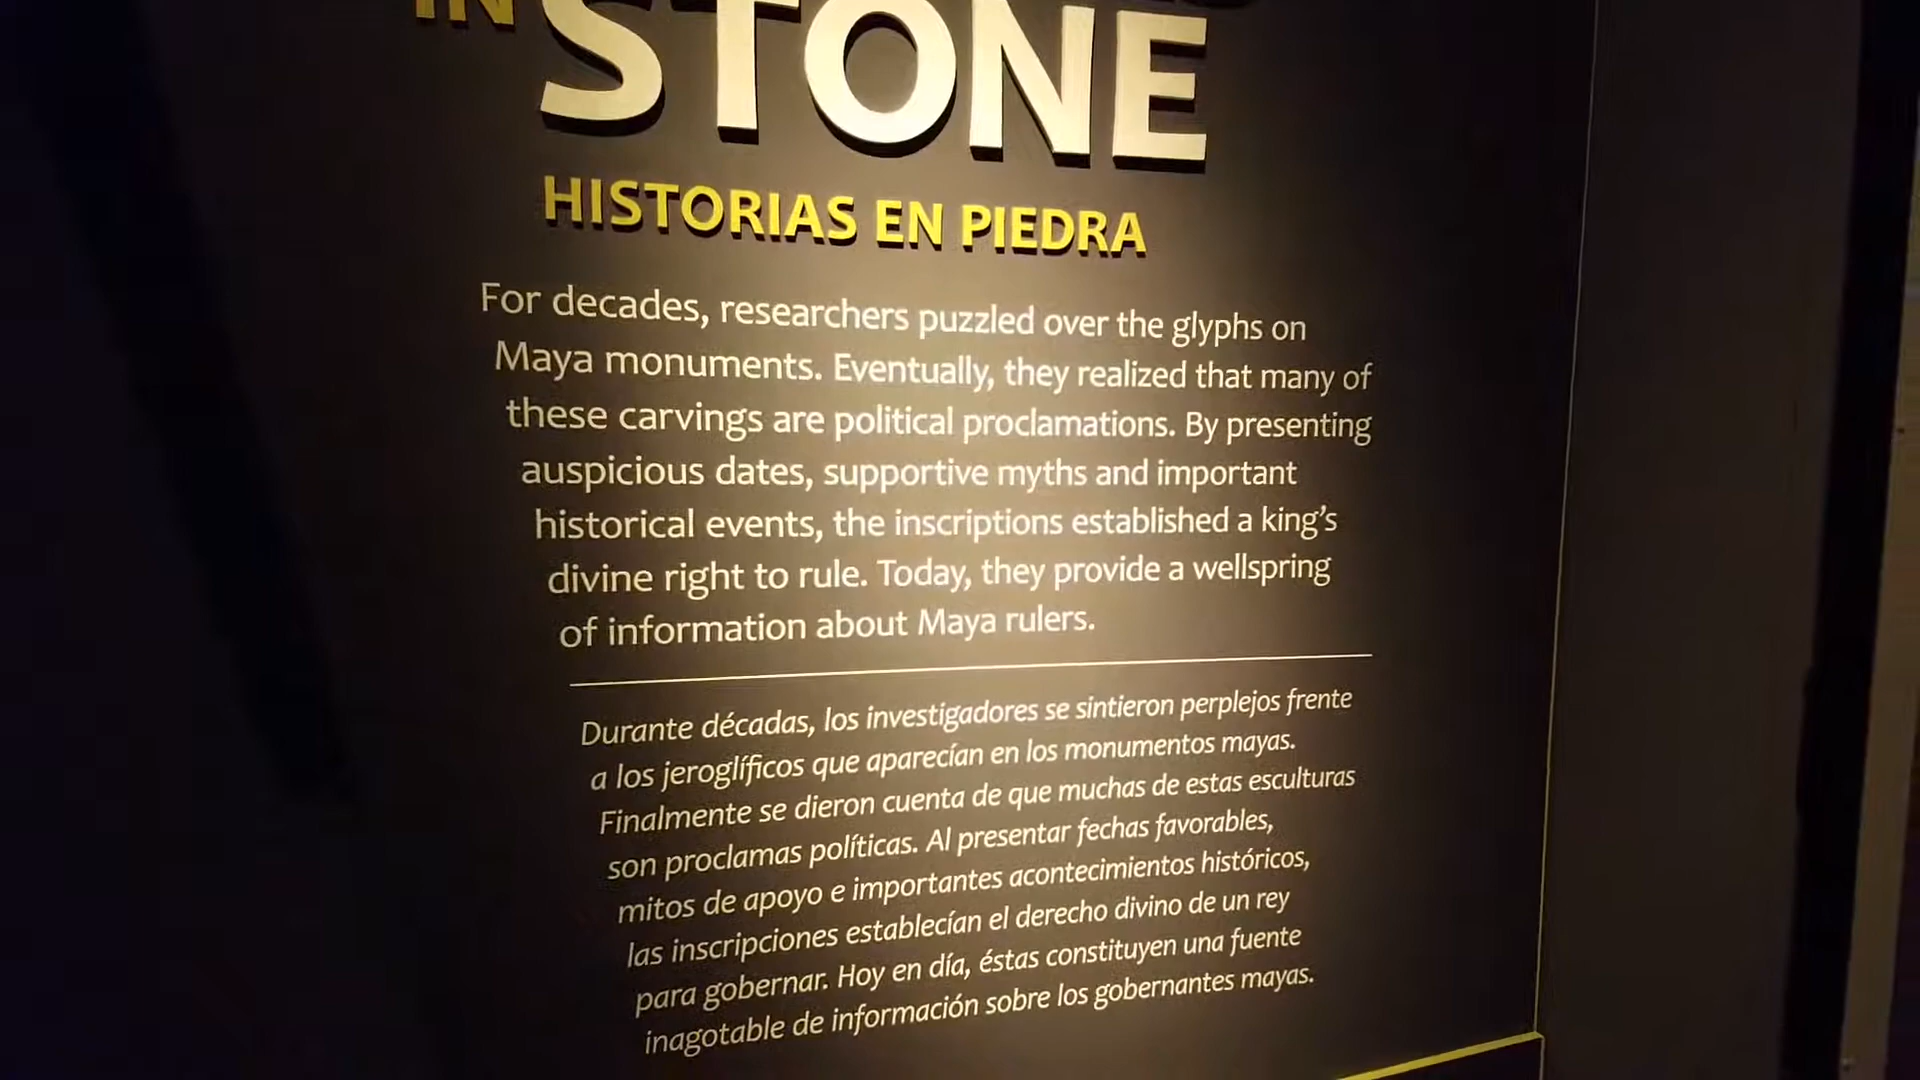 IN STONE
HISTORIAS EN PIEDRA
For decades, researchers puzzled over the glyphs on
Maya monuments. Eventually, they realized that many of
these carvings are political proclamations. By presenting
auspicious dates, supportive myths and important
historical events, the inscriptions established a king's
divine right to rule. Today, they provide a wellspring
of information about Maya rulers.
Durante décadas, los investigadores se sintieron perplejos frente
a los jeroglíficos que aparecían en los monumentos mayas.
Finalmente se dieron cuenta de que muchas de estas esculturas
son proclamas políticas. Al presentar fechas favorables,
mitos de apoyo e importantes acontecimientos históricos,
las inscripciones establecían el derecho divino de un rey
para gobernar. Hoy en día, éstas constituyen una fuente
inagotable de información sobre los gobernantes mayas.